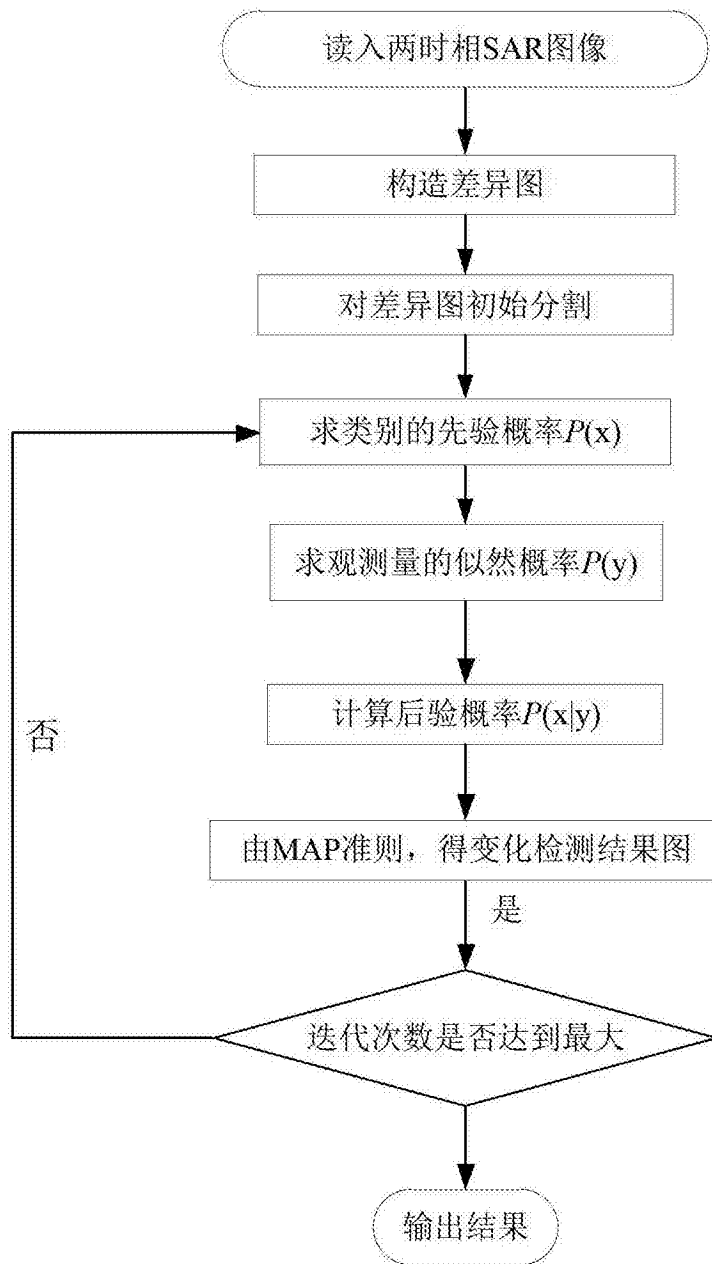 读入两时相SAR图像
构造差异图
对差异图初始分割
求类别的先验概率P(x)
求观测量的似然概率P(y)
计算后验概率P(x|y)
否
由MAP准则，得变化检测结果图
是
迭代次数是否达到最大
输出结果